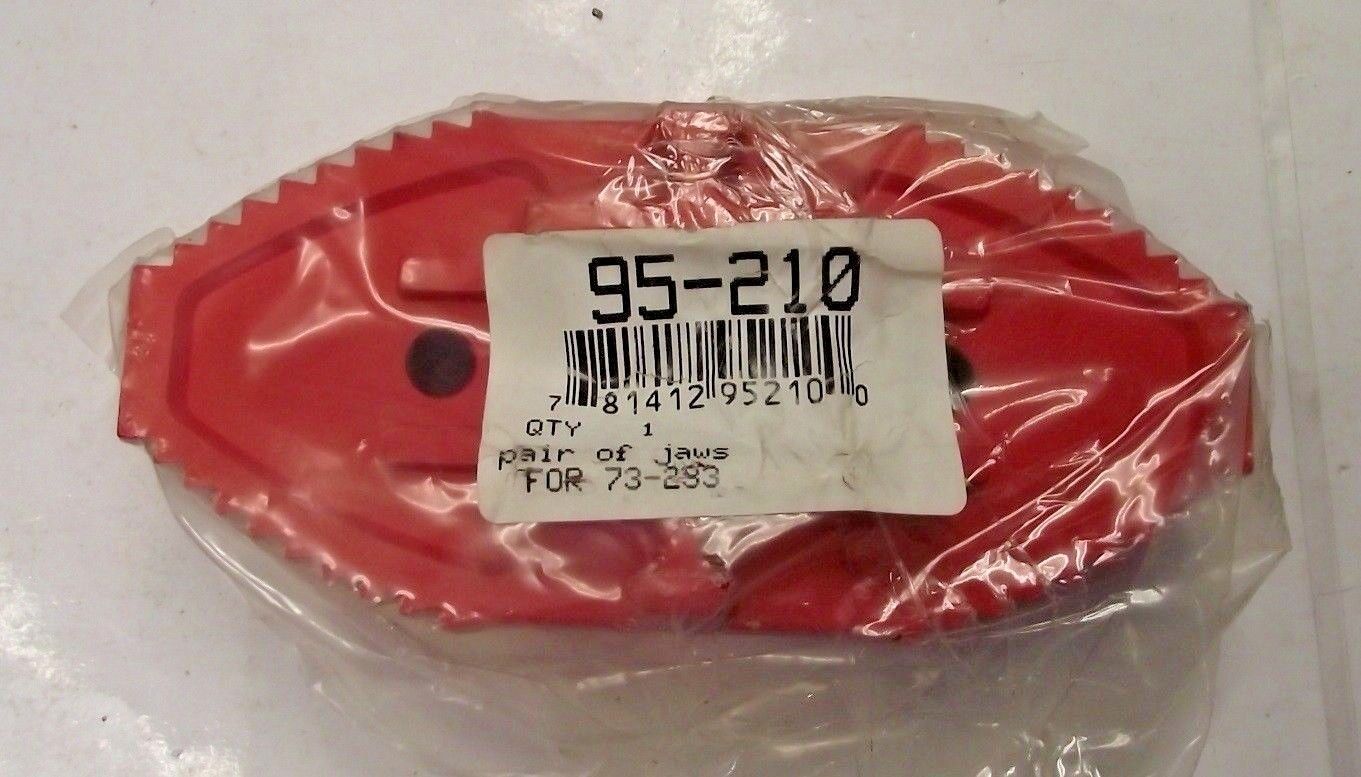 95-210
7 81412 95210 0
QTY 1
pair of jaws
FOR 73-283